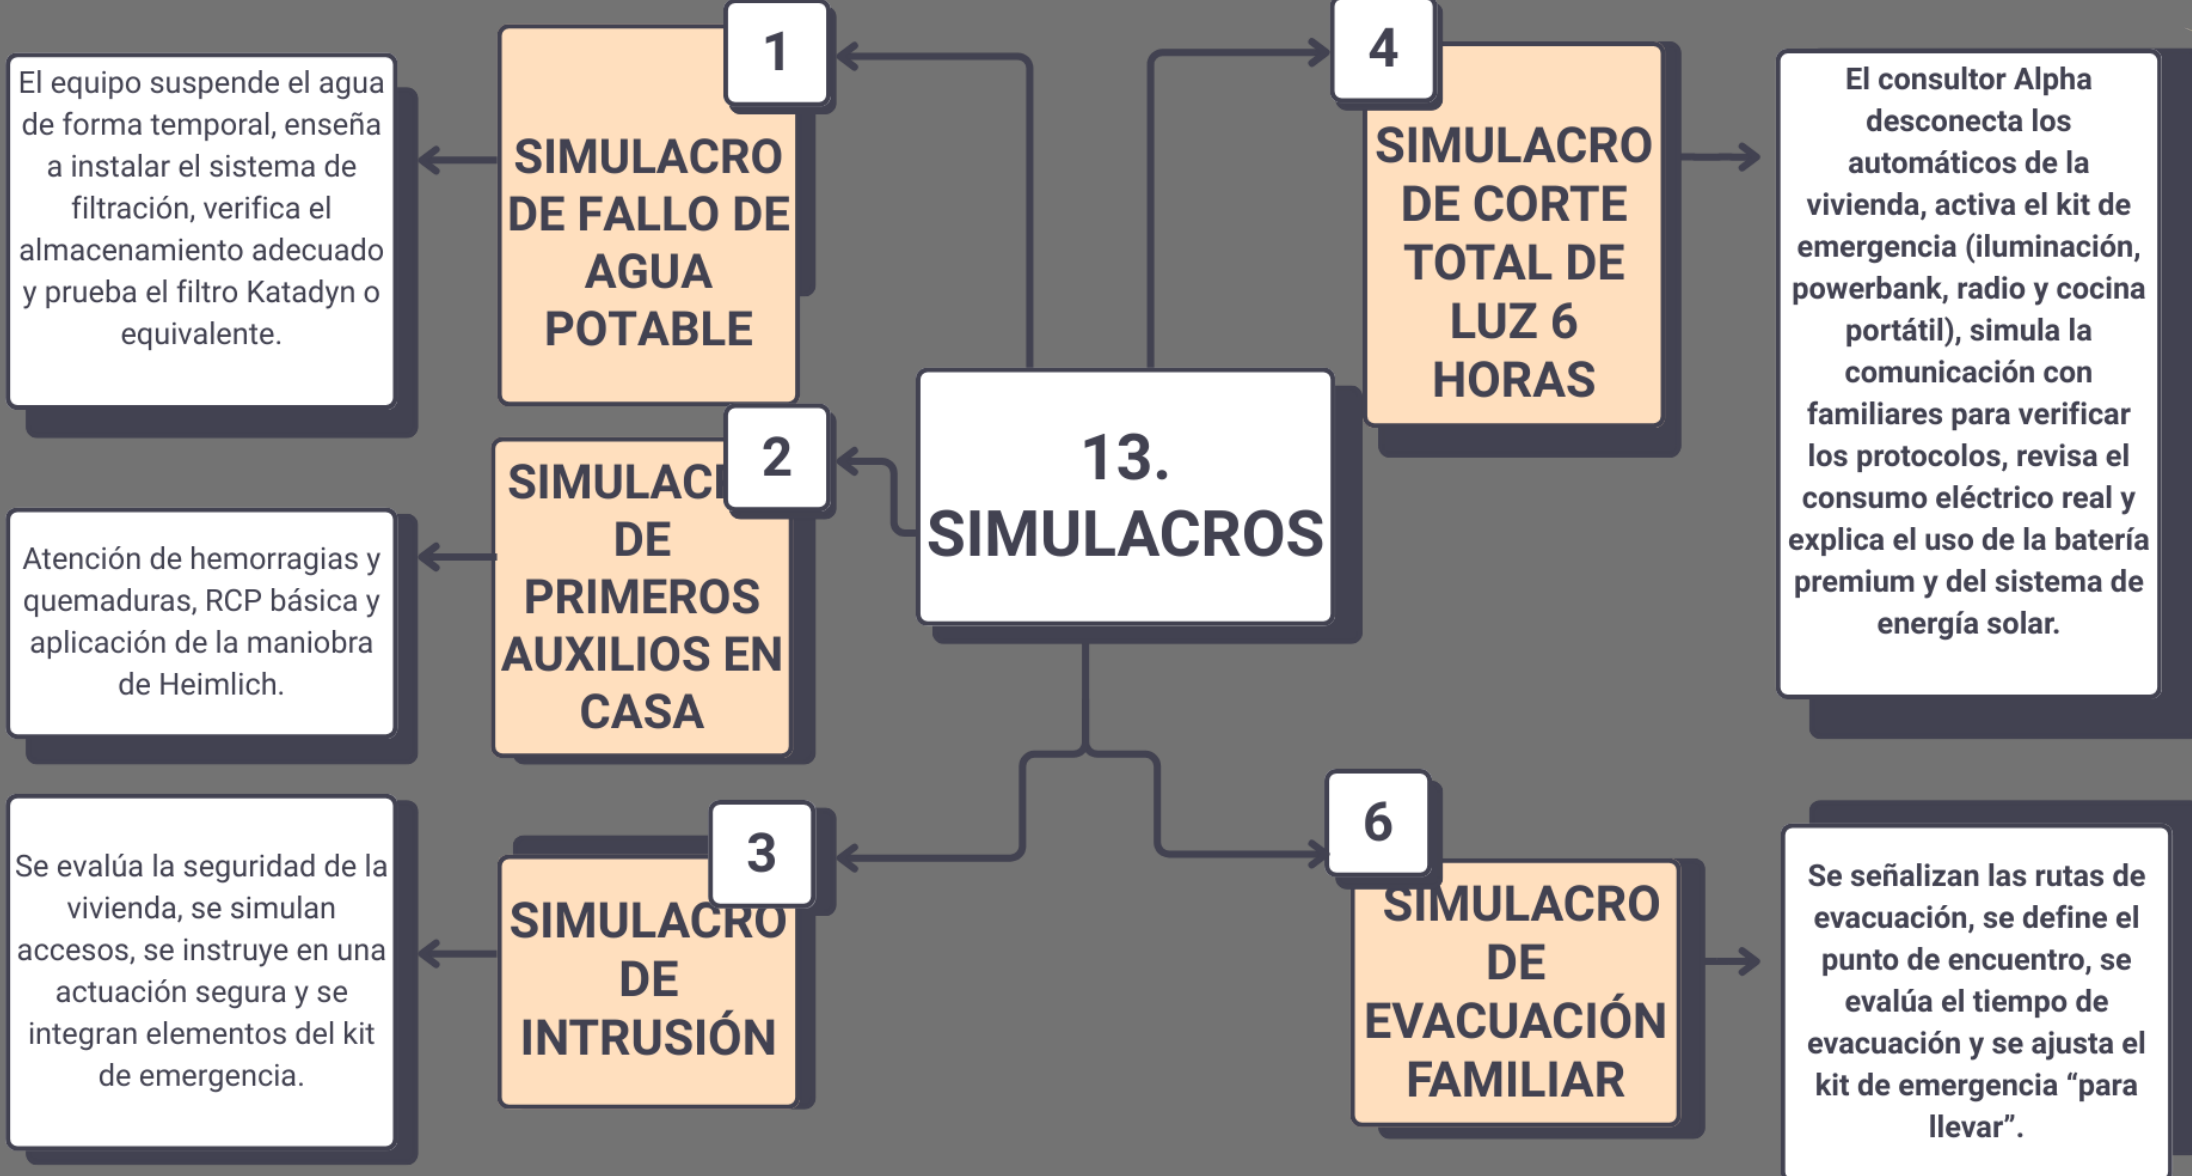 13.
SIMULACROS
1
SIMULACRO
DE FALLO DE
AGUA
POTABLE
El equipo suspende el agua
de forma temporal, enseña
a instalar el sistema de
filtración, verifica el
almacenamiento adecuado
y prueba el filtro Katadyn o
equivalente.
2
DE
PRIMEROS
AUXILIOS EN
CASA
Atención de hemorragias y
quemaduras, RCP básica y
aplicación de la maniobra
de Heimlich.
3
SIMULACRO
DE
INTRUSIÓN
Se evalúa la seguridad de la
vivienda, se simulan
accesos, se instruye en una
actuación segura y se
integran elementos del kit
de emergencia.
4
SIMULACRO
DE CORTE
TOTAL DE
LUZ 6
HORAS
El consultor Alpha
desconecta los
automáticos de la
vivienda, activa el kit de
emergencia (iluminación,
powerbank, radio y cocina
portátil), simula la
comunicación con
familiares para verificar
los protocolos, revisa el
consumo eléctrico real y
explica el uso de la batería
premium y del sistema de
energía solar.
6
SIMULACRO
DE
EVACUACIÓN
FAMILIAR
Se señalizan las rutas de
evacuación, se define el
punto de encuentro, se
evalúa el tiempo de
evacuación y se ajusta el
kit de emergencia “para
llevar”.